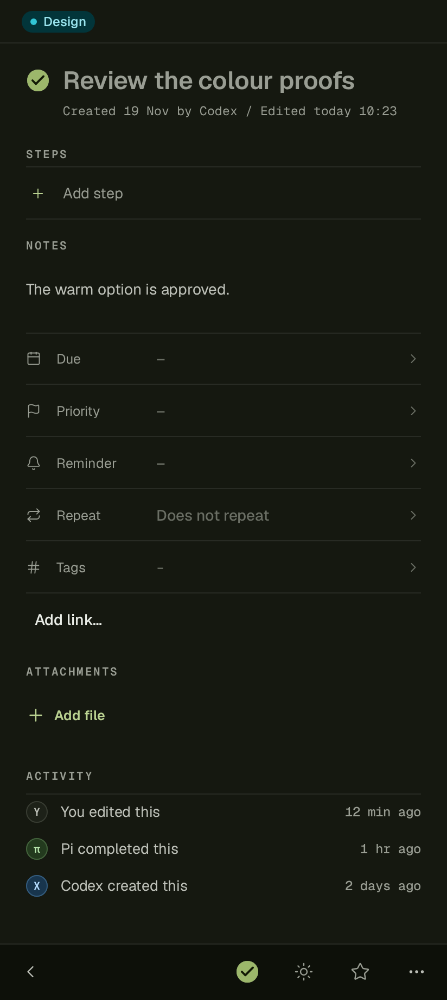 Design
Review the colour proofs
Created 19 Nov by Codex / Edited today 10:23
STEPS
+ Add step
NOTES
The warm option is approved.
Due –
Priority –
Reminder –
Repeat Does not repeat
# Tags –
Add link…
ATTACHMENTS
+ Add file
ACTIVITY
Y You edited this 12 min ago
π Pi completed this 1 hr ago
X Codex created this 2 days ago